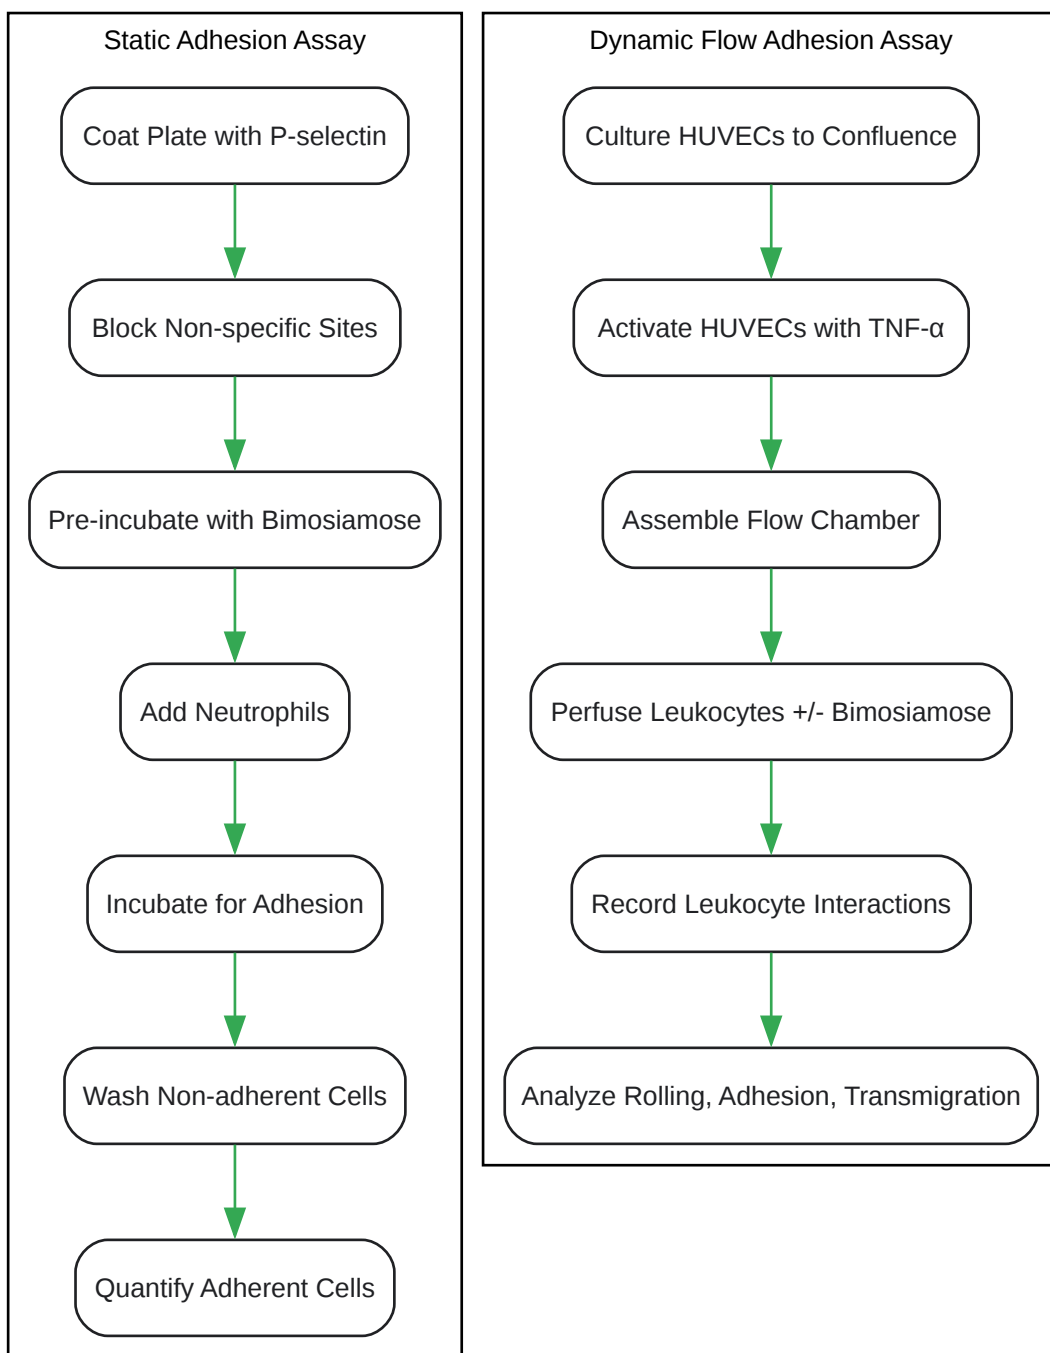 Static Adhesion Assay
Coat Plate with P-selectin
Block Non-specific Sites
Pre-incubate with Bimosiamose
Add Neutrophils
Incubate for Adhesion
Wash Non-adherent Cells
Quantify Adherent Cells
Dynamic Flow Adhesion Assay
Culture HUVECs to Confluence
Activate HUVECs with TNF-α
Assemble Flow Chamber
Perfuse Leukocytes +/- Bimosiamose
Record Leukocyte Interactions
Analyze Rolling, Adhesion, Transmigration